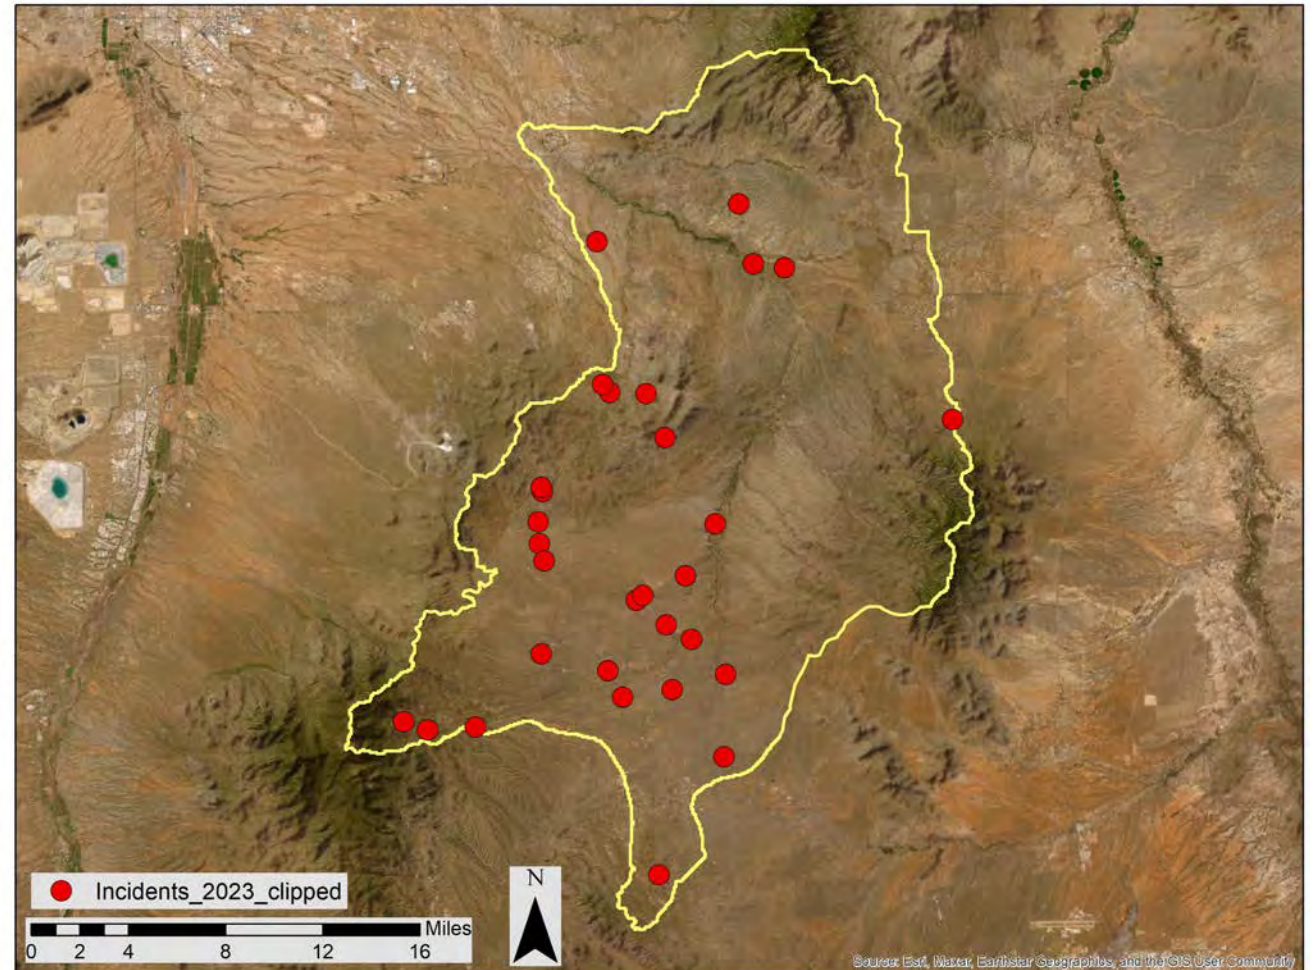 Incidents_2023_clipped
Miles
0 2 4 8 12 16
N
Source: Esri, Maxar, Earthstar Geographics, and the GIS User Community